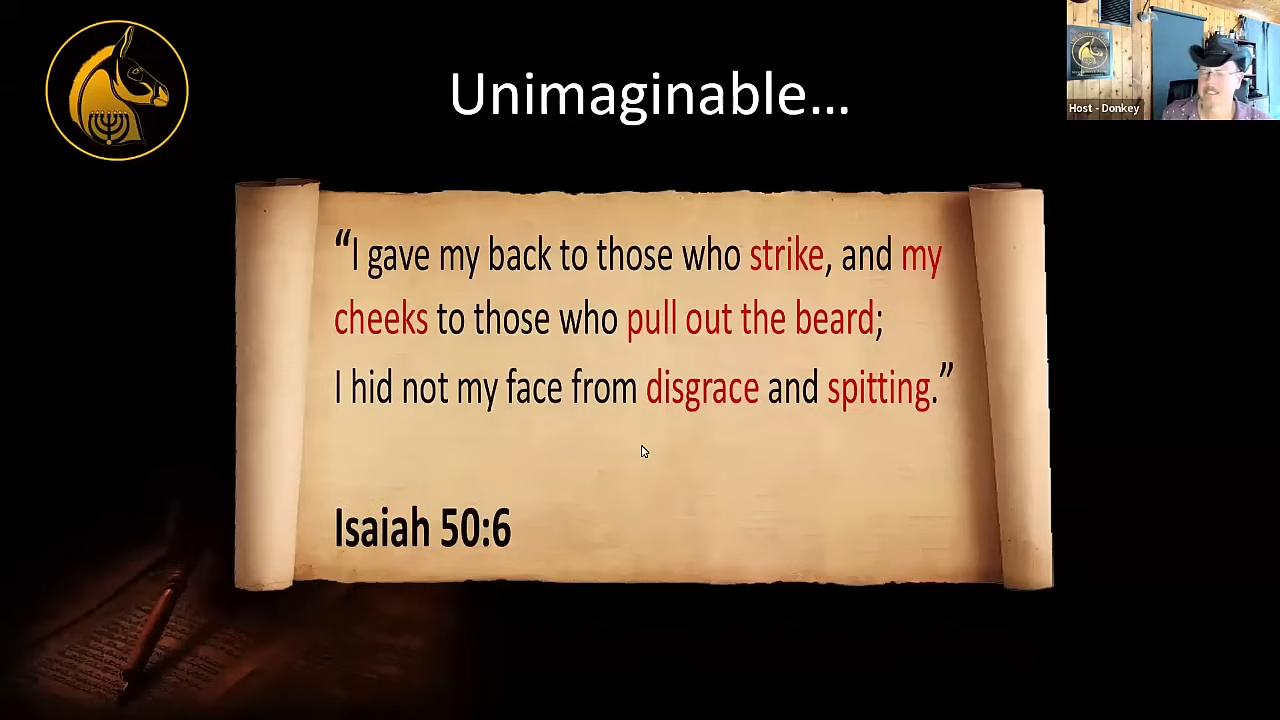 Unimaginable...
Host - Donkey
“I gave my back to those who strike, and my
cheeks to those who pull out the beard;
I hid not my face from disgrace and spitting.”
Isaiah 50:6